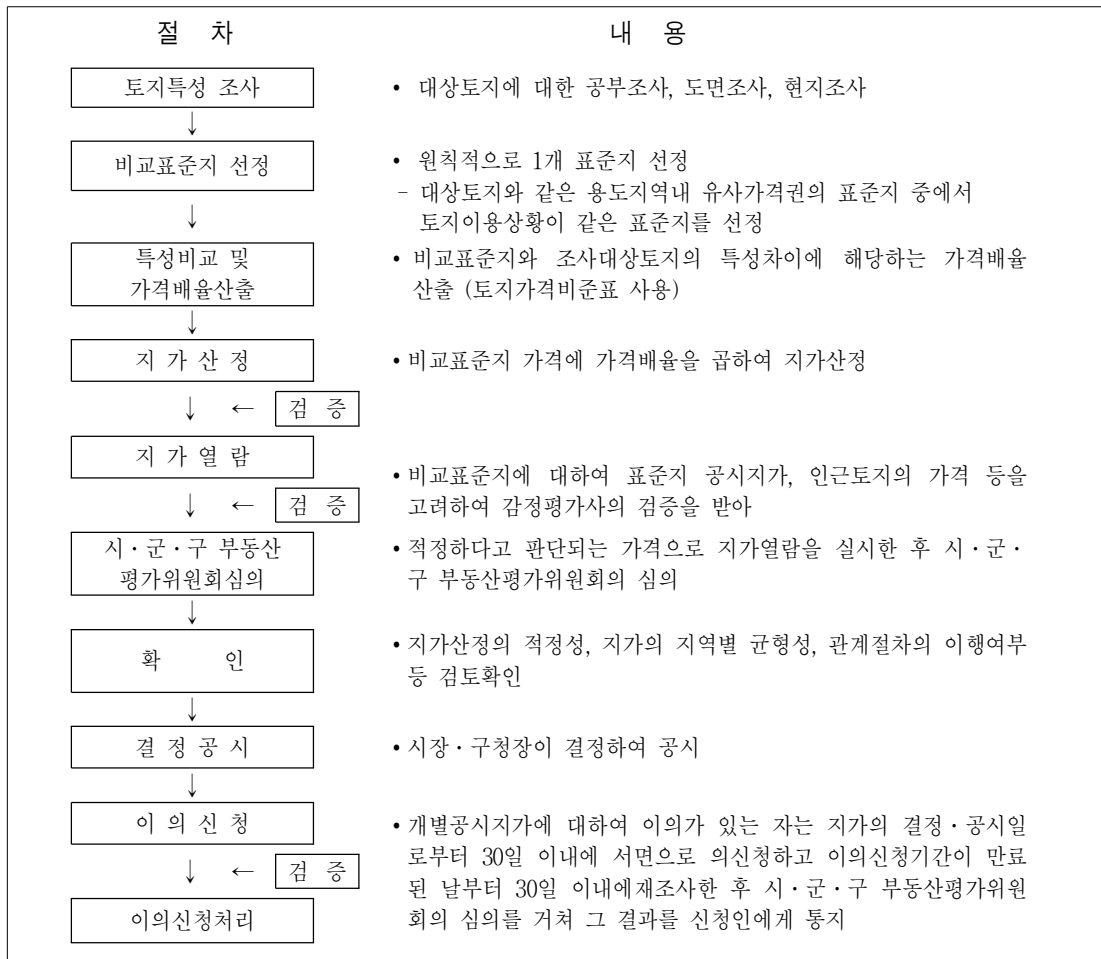 절 차 내 용
토지특성 조사
• 대상토지에 대한 공부조사, 도면조사, 현지조사
↓
비교표준지 선정
• 원칙적으로 1개 표준지 선정
- 대상토지와 같은 용도지역내 유사가격권의 표준지 중에서
토지이용상황이 같은 표준지를 선정
↓
특성비교 및
가격배율산출
• 비교표준지와 조사대상토지의 특성차이에 해당하는 가격배율
산출 (토지가격비준표 사용)
↓
지 가 산 정
• 비교표준지 가격에 가격배율을 곱하여 지가산정
↓ ← 검 증
지 가 열 람
↓ ← 검 증
• 비교표준지에 대하여 표준지 공시지가, 인근토지의 가격 등을
고려하여 감정평가사의 검증을 받아
시·군·구 부동산
평가위원회심의
• 적정하다고 판단되는 가격으로 지가열람을 실시한 후 시·군·
구 부동산평가위원회의 심의
↓
확 인
• 지가산정의 적정성, 지가의 지역별 균형성, 관계절차의 이행여부
등 검토확인
↓
결 정 공 시
• 시장·구청장이 결정하여 공시
↓
이 의 신 청
↓ ← 검 증
이의신청처리
• 개별공시지가에 대하여 이의가 있는 자는 지가의 결정·공시일
로부터 30일 이내에 서면으로 의신청하고 이의신청기간이 만료
된 날부터 30일 이내에재조사한 후 시·군·구 부동산평가위원
회의 심의를 거쳐 그 결과를 신청인에게 통지